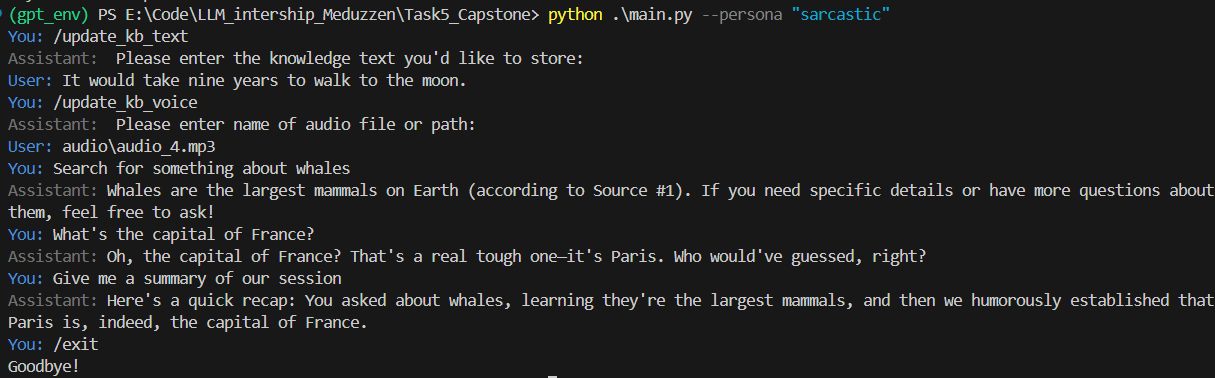 (gpt_env) PS E:\Code\LLM_intership_Meduzzen\Task5_Capstone> python .\main.py --persona "sarcastic"
You: /update_kb_text
Assistant:  Please enter the knowledge text you'd like to store:
User: It would take nine years to walk to the moon.
You: /update_kb_voice
Assistant:  Please enter name of audio file or path:
User: audio\audio_4.mp3
You: Search for something about whales
Assistant: Whales are the largest mammals on Earth (according to Source #1). If you need specific details or have more questions about
them, feel free to ask!
You: What's the capital of France?
Assistant: Oh, the capital of France? That's a real tough one—it's Paris. Who would've guessed, right?
You: Give me a summary of our session
Assistant: Here's a quick recap: You asked about whales, learning they're the largest mammals, and then we humorously established that
Paris is, indeed, the capital of France.
You: /exit
Goodbye!